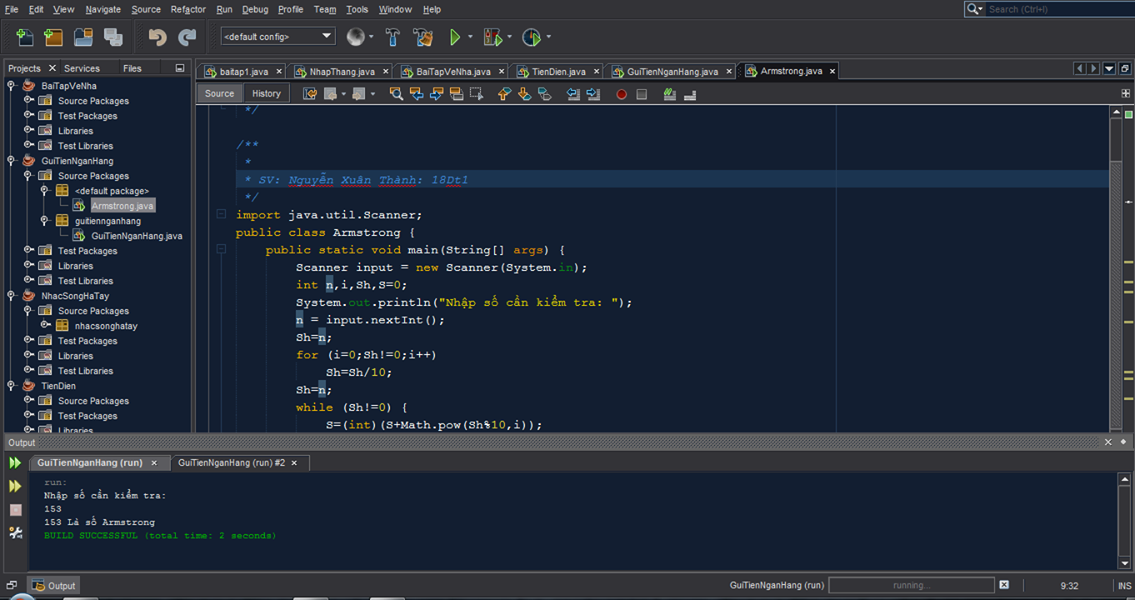 File Edit View Navigate Source Refactor Run Debug Profile Team Tools Window Help
Search (Ctrl+I)
<default config>
Projects Services Files
baitap1.java NhapThang.java BaiTapVeNha.java TienDien.java GuiTienNganHang.java Armstrong.java
Source History
BaiTapVeNha
Source Packages
Test Packages
Libraries
Test Libraries
GuiTienNganHang
Source Packages
<default package>
Armstrong.java
guitiennganhang
GuiTienNganHang.java
Test Packages
Libraries
Test Libraries
NhacSongHaTay
Source Packages
nhacsonghatay
Test Packages
Libraries
Test Libraries
TienDien
Source Packages
Test Packages
Libraries
*/
/**
*
* SV: Nguyễn Xuân Thành: 18Dt1
*/
import java.util.Scanner;
public class Armstrong {
public static void main(String[] args) {
Scanner input = new Scanner(System.in);
int n,i,Sh,S=0;
System.out.println("Nhập số cần kiểm tra: ");
n = input.nextInt();
Sh=n;
for (i=0;Sh!=0;i++)
Sh=Sh/10;
Sh=n;
while (Sh!=0) {
S=(int)(S+Math.pow(Sh%10,i));
Output
GuiTienNganHang (run) GuiTienNganHang (run) #2
run:
Nhập số cần kiểm tra:
153
153 Là số Armstrong
BUILD SUCCESSFUL (total time: 2 seconds)
Output
GuiTienNganHang (run) running... 9:32 INS